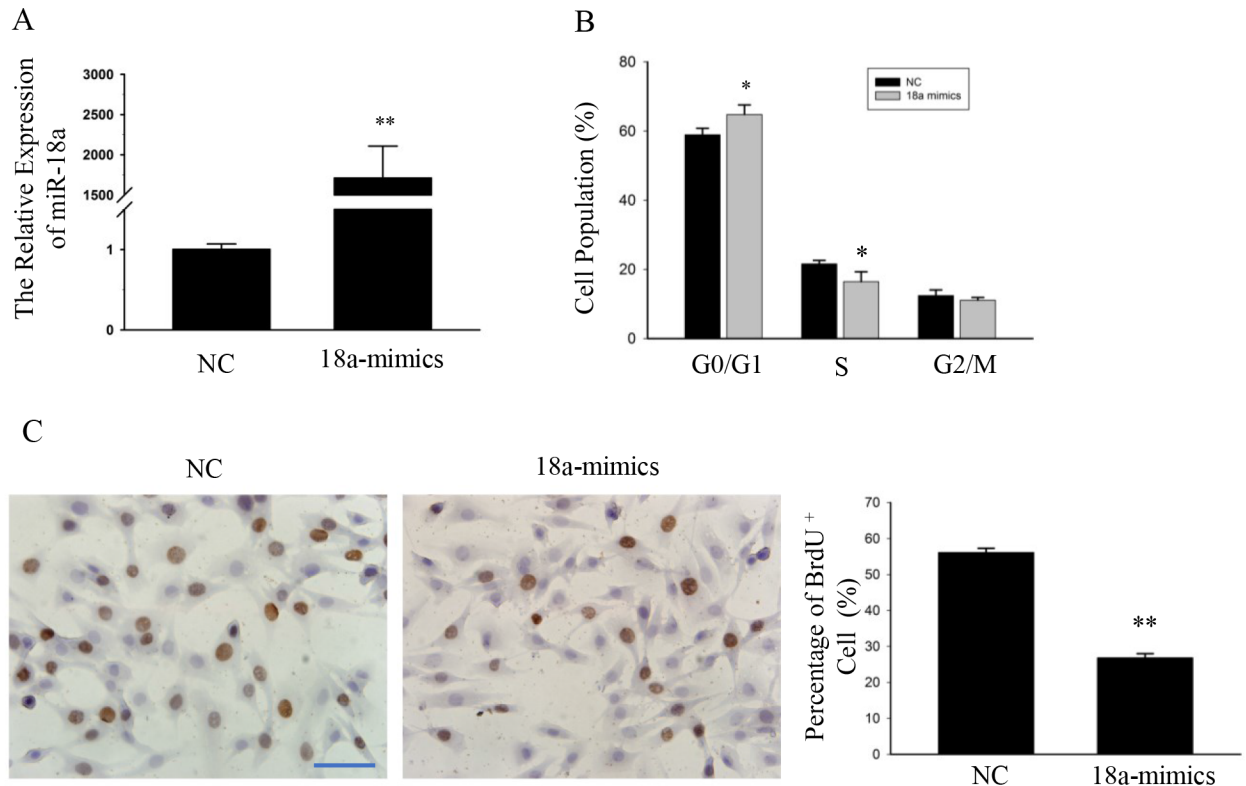 A
The Relative Expression
of miR-18a
3000
2500
2000
1500
1
0
**
NC
18a-mimics
B
Cell Population (%)
80
60
40
20
0
*
*
NC
18a mimics
G0/G1
S
G2/M
C
NC
18a-mimics
Percentage of BrdU +
Cell (%)
70
60
50
40
30
20
10
0
**
NC
18a-mimics